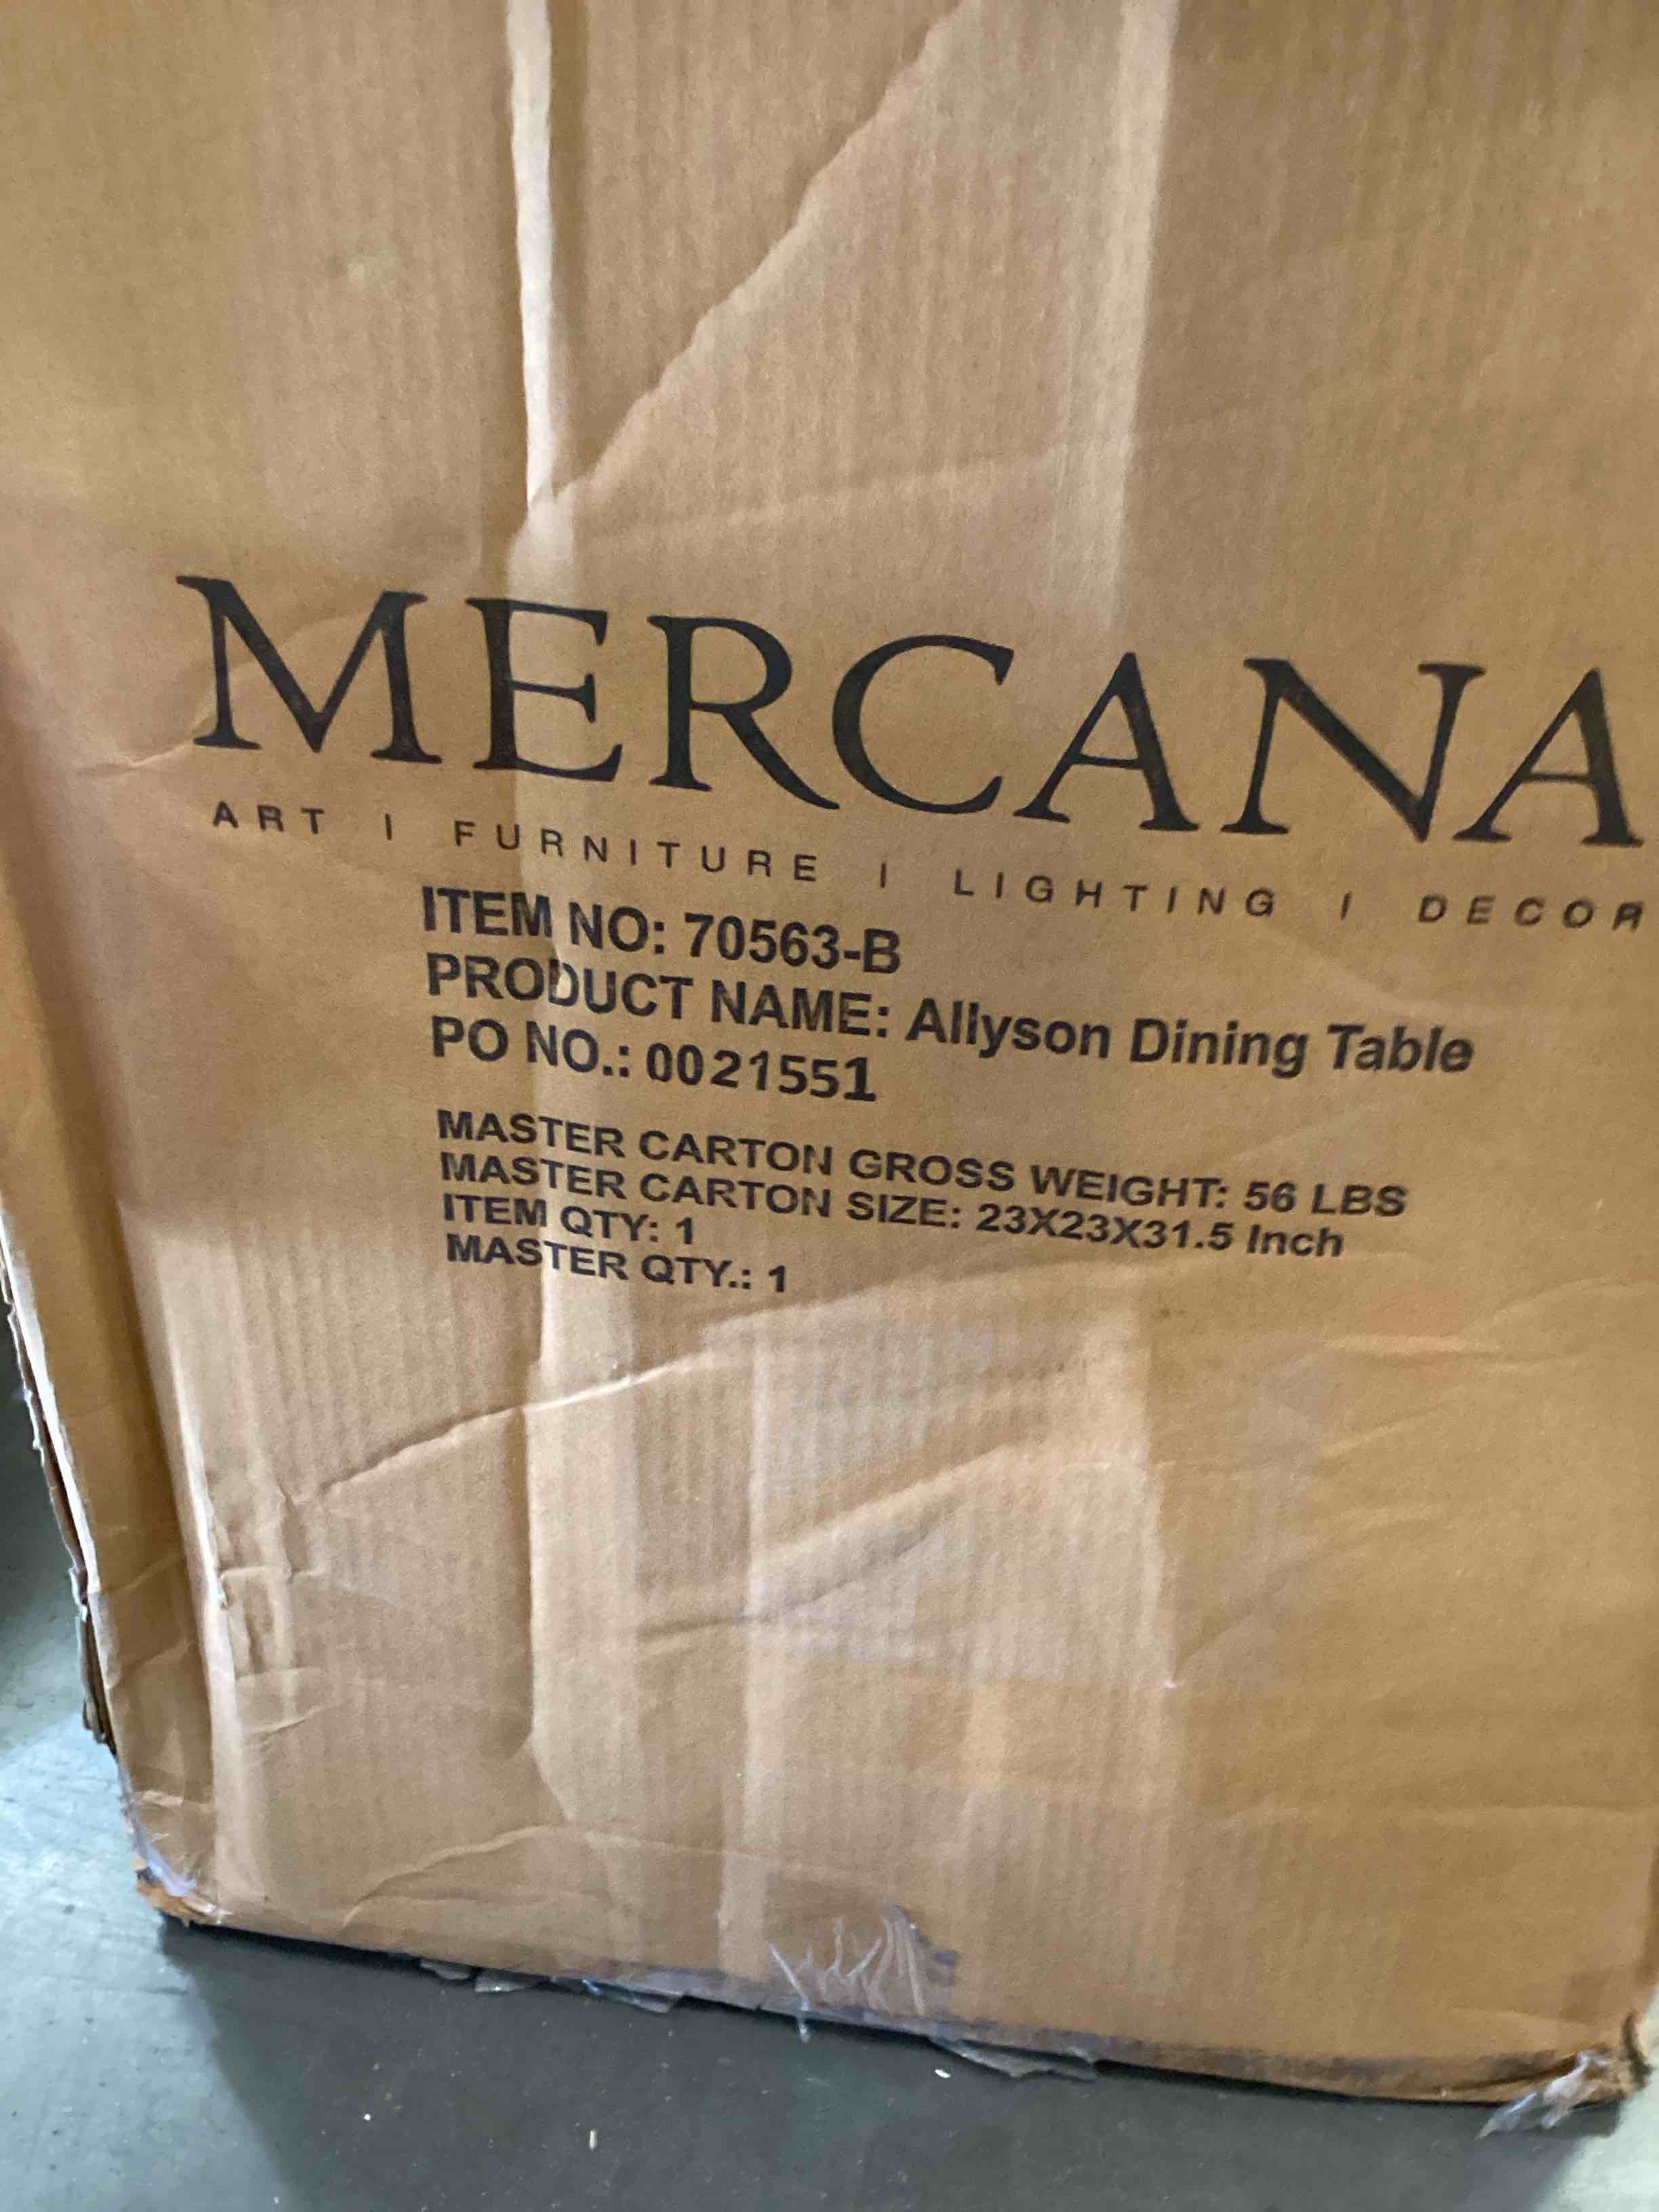 MERCANA
ART | FURNITURE | LIGHTING | DECOR
ITEM NO: 70563-B
PRODUCT NAME: Allyson Dining Table
PO NO.: 0021551
MASTER CARTON GROSS WEIGHT: 56 LBS
MASTER CARTON SIZE: 23X23X31.5 Inch
ITEM QTY: 1
MASTER QTY.: 1